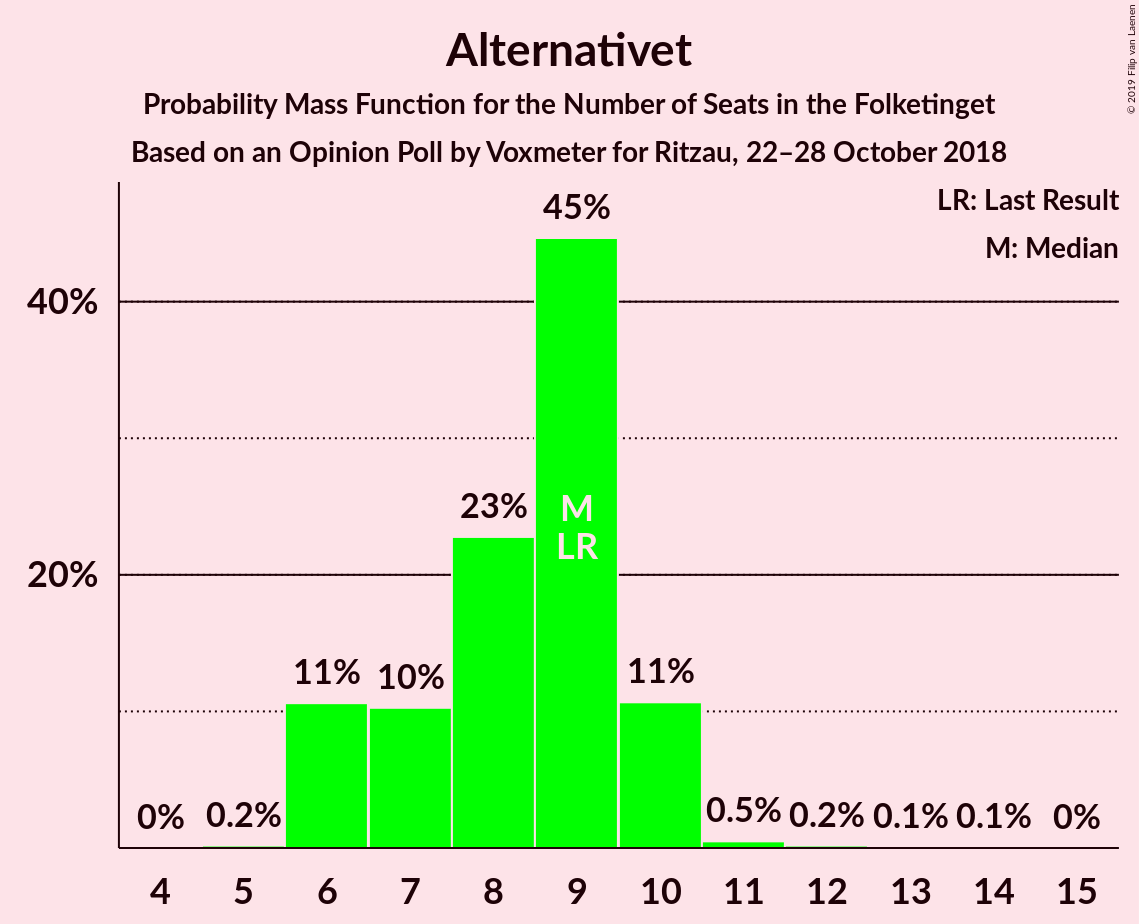 Alternativet
Probability Mass Function for the Number of Seats in the Folketinget
Based on an Opinion Poll by Voxmeter for Ritzau, 22–28 October 2018
© 2019 Filip van Laenen
LR: Last Result
M: Median
40%
20%
0%
0.2%
11%
10%
23%
45%
M
LR
11%
0.5%
0.2%
0.1%
0.1%
0%
4 5 6 7 8 9 10 11 12 13 14 15